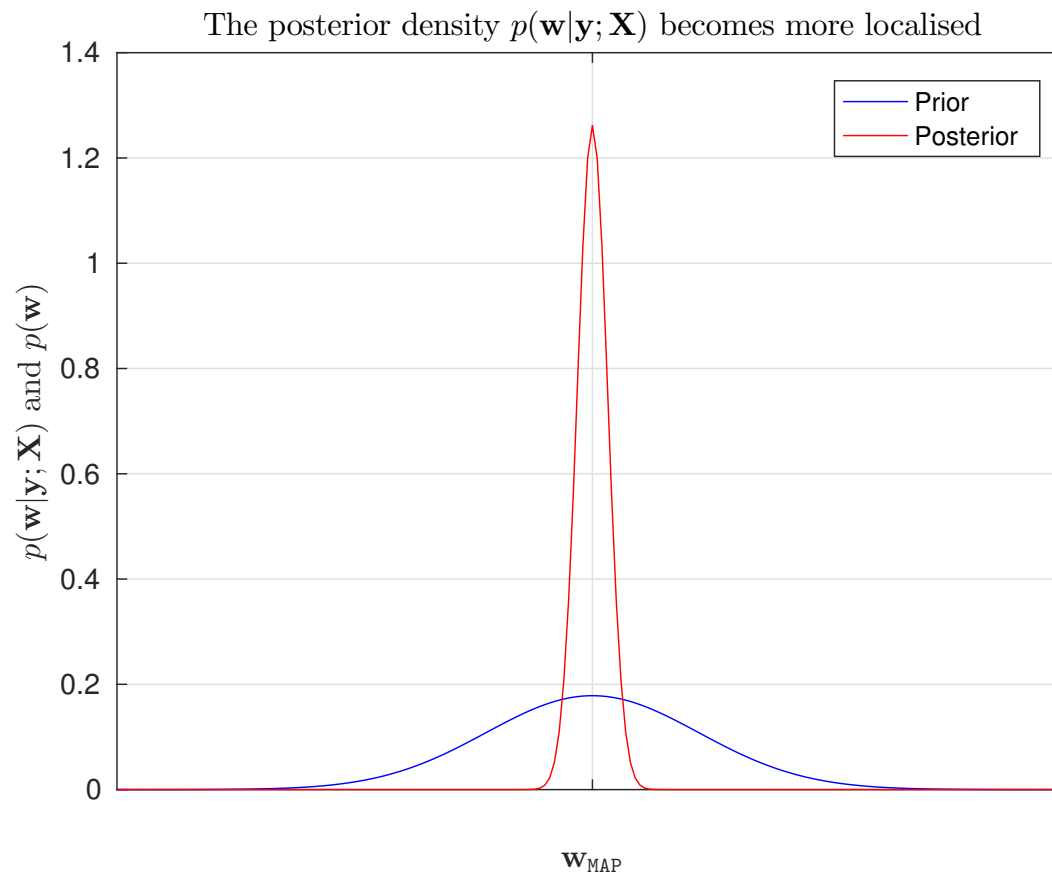 The posterior density p(w|y; X) becomes more localised
Prior
Posterior
1.4
1.2
1
0.8
0.6
0.4
0.2
0
p(w|y; X) and p(w)
w_MAP